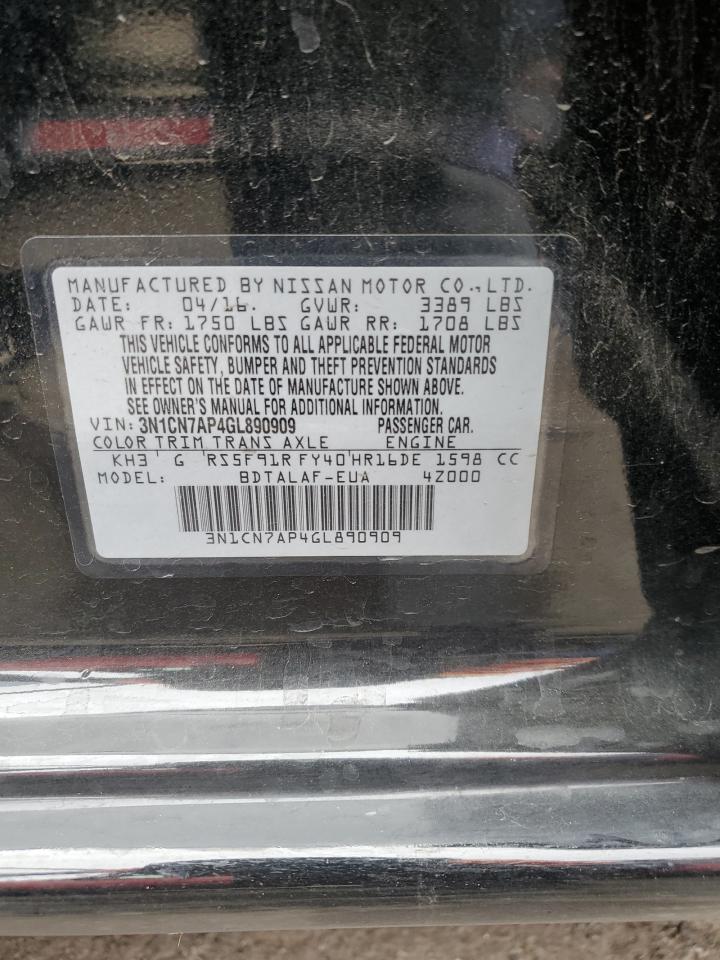 MANUFACTURED BY NISSAN MOTOR CO., LTD.
DATE: 04/16. GVWR: 3389 LBS
GAWR FR: 1750 LBS GAWR RR: 1708 LBS
THIS VEHICLE CONFORMS TO ALL APPLICABLE FEDERAL MOTOR
VEHICLE SAFETY, BUMPER AND THEFT PREVENTION STANDARDS
IN EFFECT ON THE DATE OF MANUFACTURE SHOWN ABOVE.
SEE OWNER'S MANUAL FOR ADDITIONAL INFORMATION.
VIN: 3N1CN7AP4GL890909 PASSENGER CAR.
COLOR TRIM TRANS AXLE ENGINE
KH3 ' G 'RS5F91R FY40'HR16DE 1598 CC
MODEL: BDTALAF-EUA 4Z000
3N1CN7AP4GL890909